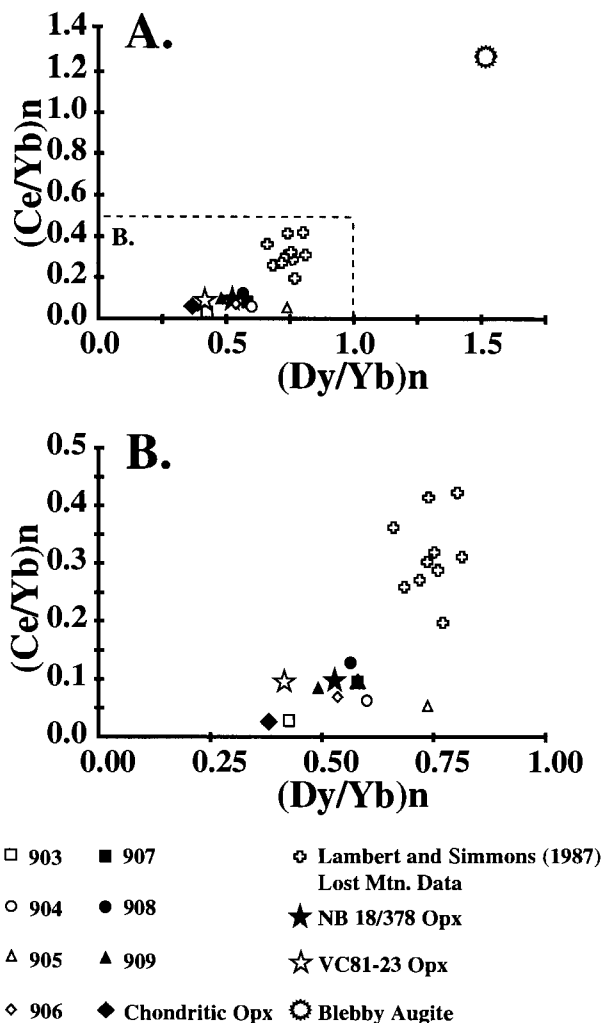 A.
(Ce/Yb)n
1.4
1.2
1.0
0.8
0.6
0.4
0.2
0.0
B.
0.0 0.5 1.0 1.5
(Dy/Yb)n
B.
(Ce/Yb)n
0.5
0.4
0.3
0.2
0.1
0.0
0.00 0.25 0.50 0.75 1.00
(Dy/Yb)n
903
904
905
906
907
908
909
Chondritic Opx
Lambert and Simmons (1987)
Lost Mtn. Data
NB 18/378 Opx
VC81-23 Opx
Blebby Augite